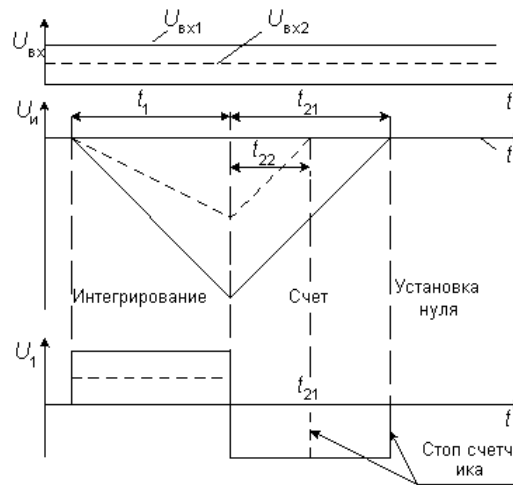 Uвх1
Uвх2
Uвх
t
t1
t21
Uи
t
t22
Интегрирование
Счет
Установка
нуля
U1
t21
t
Стоп счетч
ика